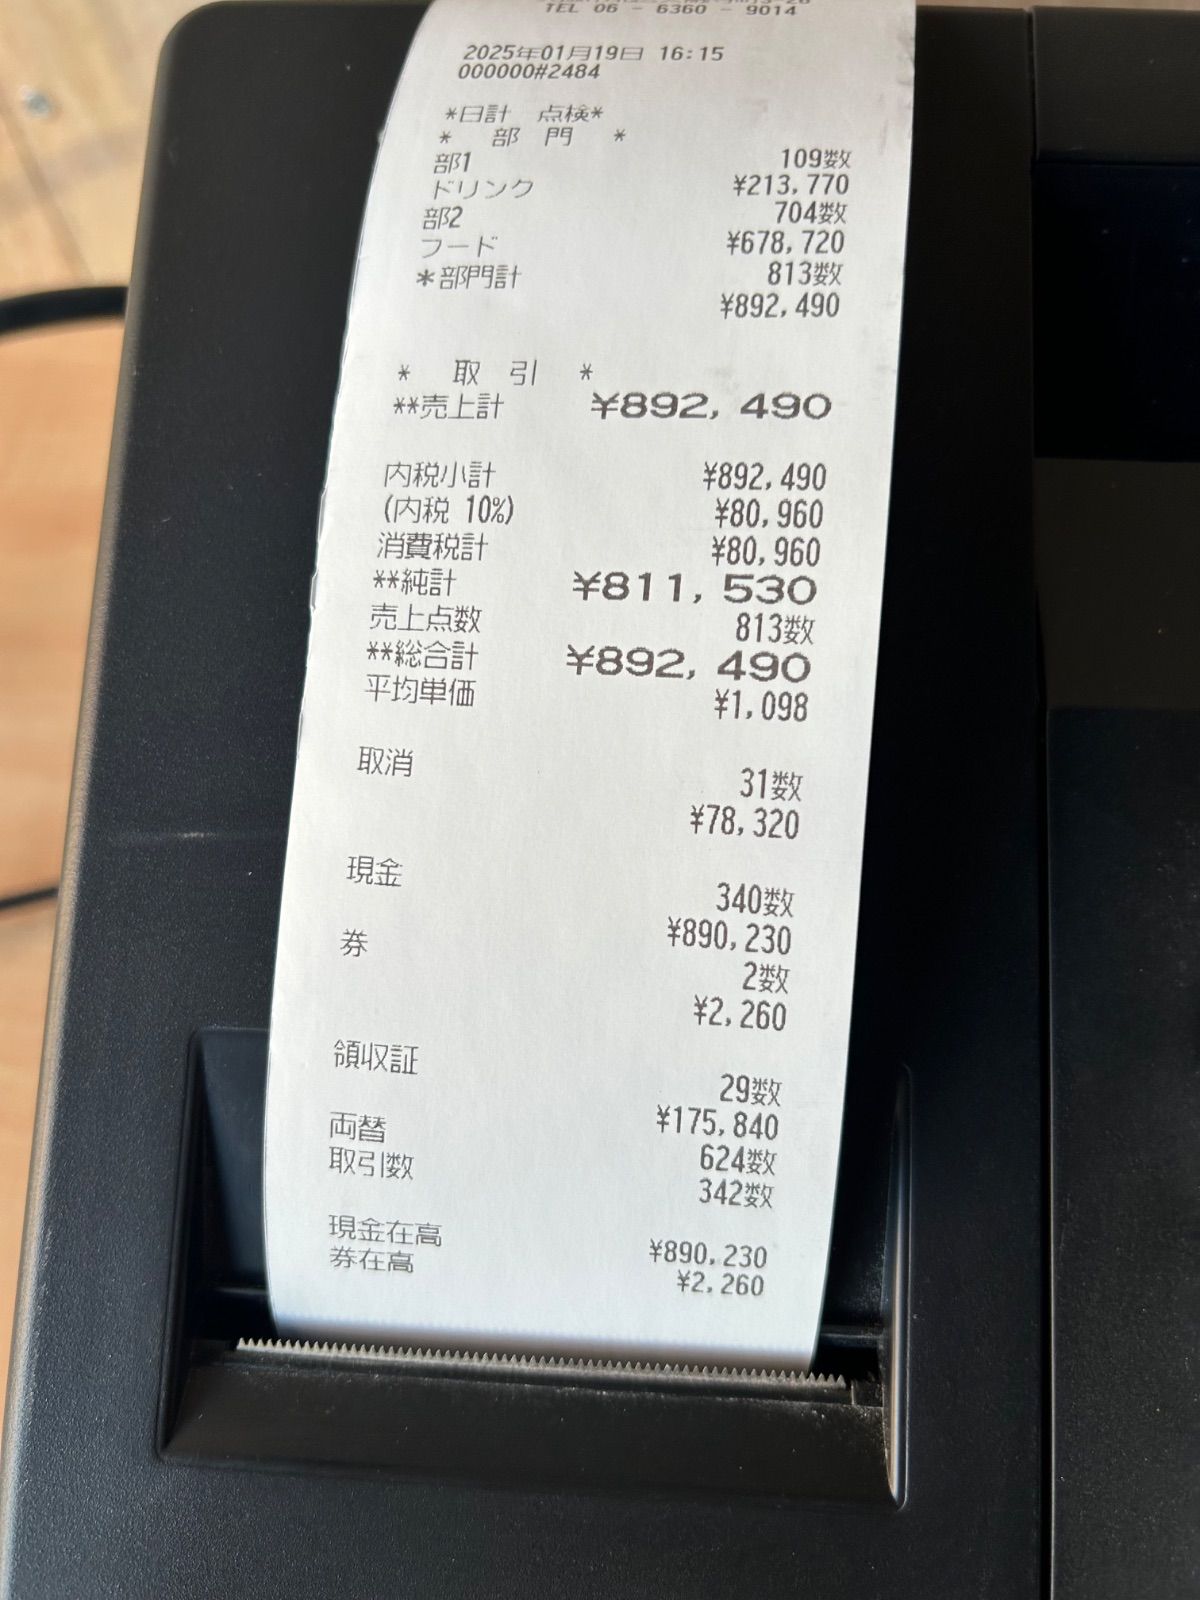 TEL 06 - 6360 - 9014
2025年01月19日 16:15
000000#2484
*日計 点検*
* 部 門 *
部1 109数
ドリンク ¥213,770
部2 704数
フード ¥678,720
*部門計 813数
¥892,490
* 取 引 *
**売上計 ¥892,490
内税小計 ¥892,490
(内税 10%) ¥80,960
消費税計 ¥80,960
**純計 ¥811,530
売上点数 813数
**総合計 ¥892,490
平均単価 ¥1,098
取消 31数
¥78,320
現金 340数
¥890,230
券 2数
¥2,260
領収証 29数
¥175,840
両替 624数
取引数 342数
現金在高 ¥890,230
券在高 ¥2,260